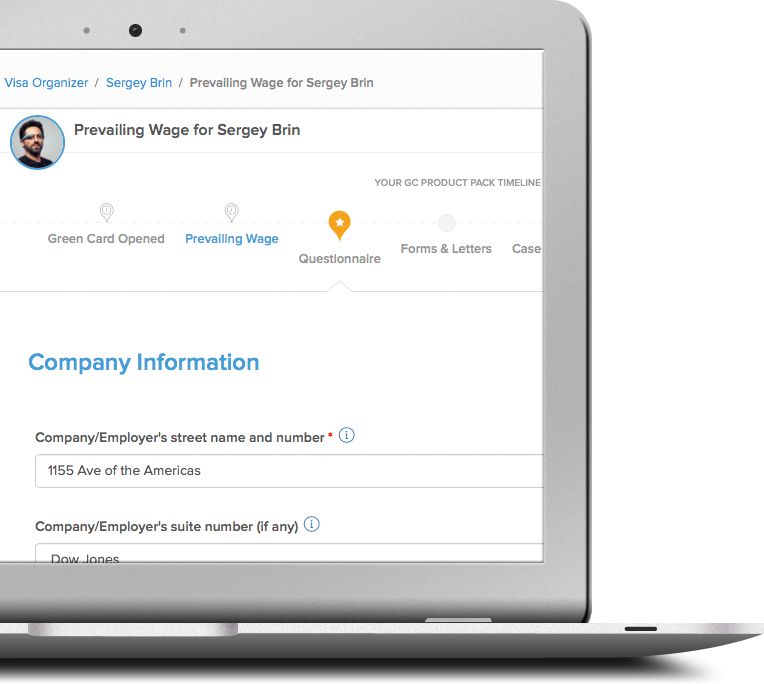 Visa Organizer / Sergey Brin / Prevailing Wage for Sergey Brin
Prevailing Wage for Sergey Brin
YOUR GC PRODUCT PACK TIMELINE
Green Card Opened Prevailing Wage Questionnaire Forms & Letters Case
Company Information
Company/Employer's street name and number * i
1155 Ave of the Americas
Company/Employer's suite number (if any) i
Dow Jones